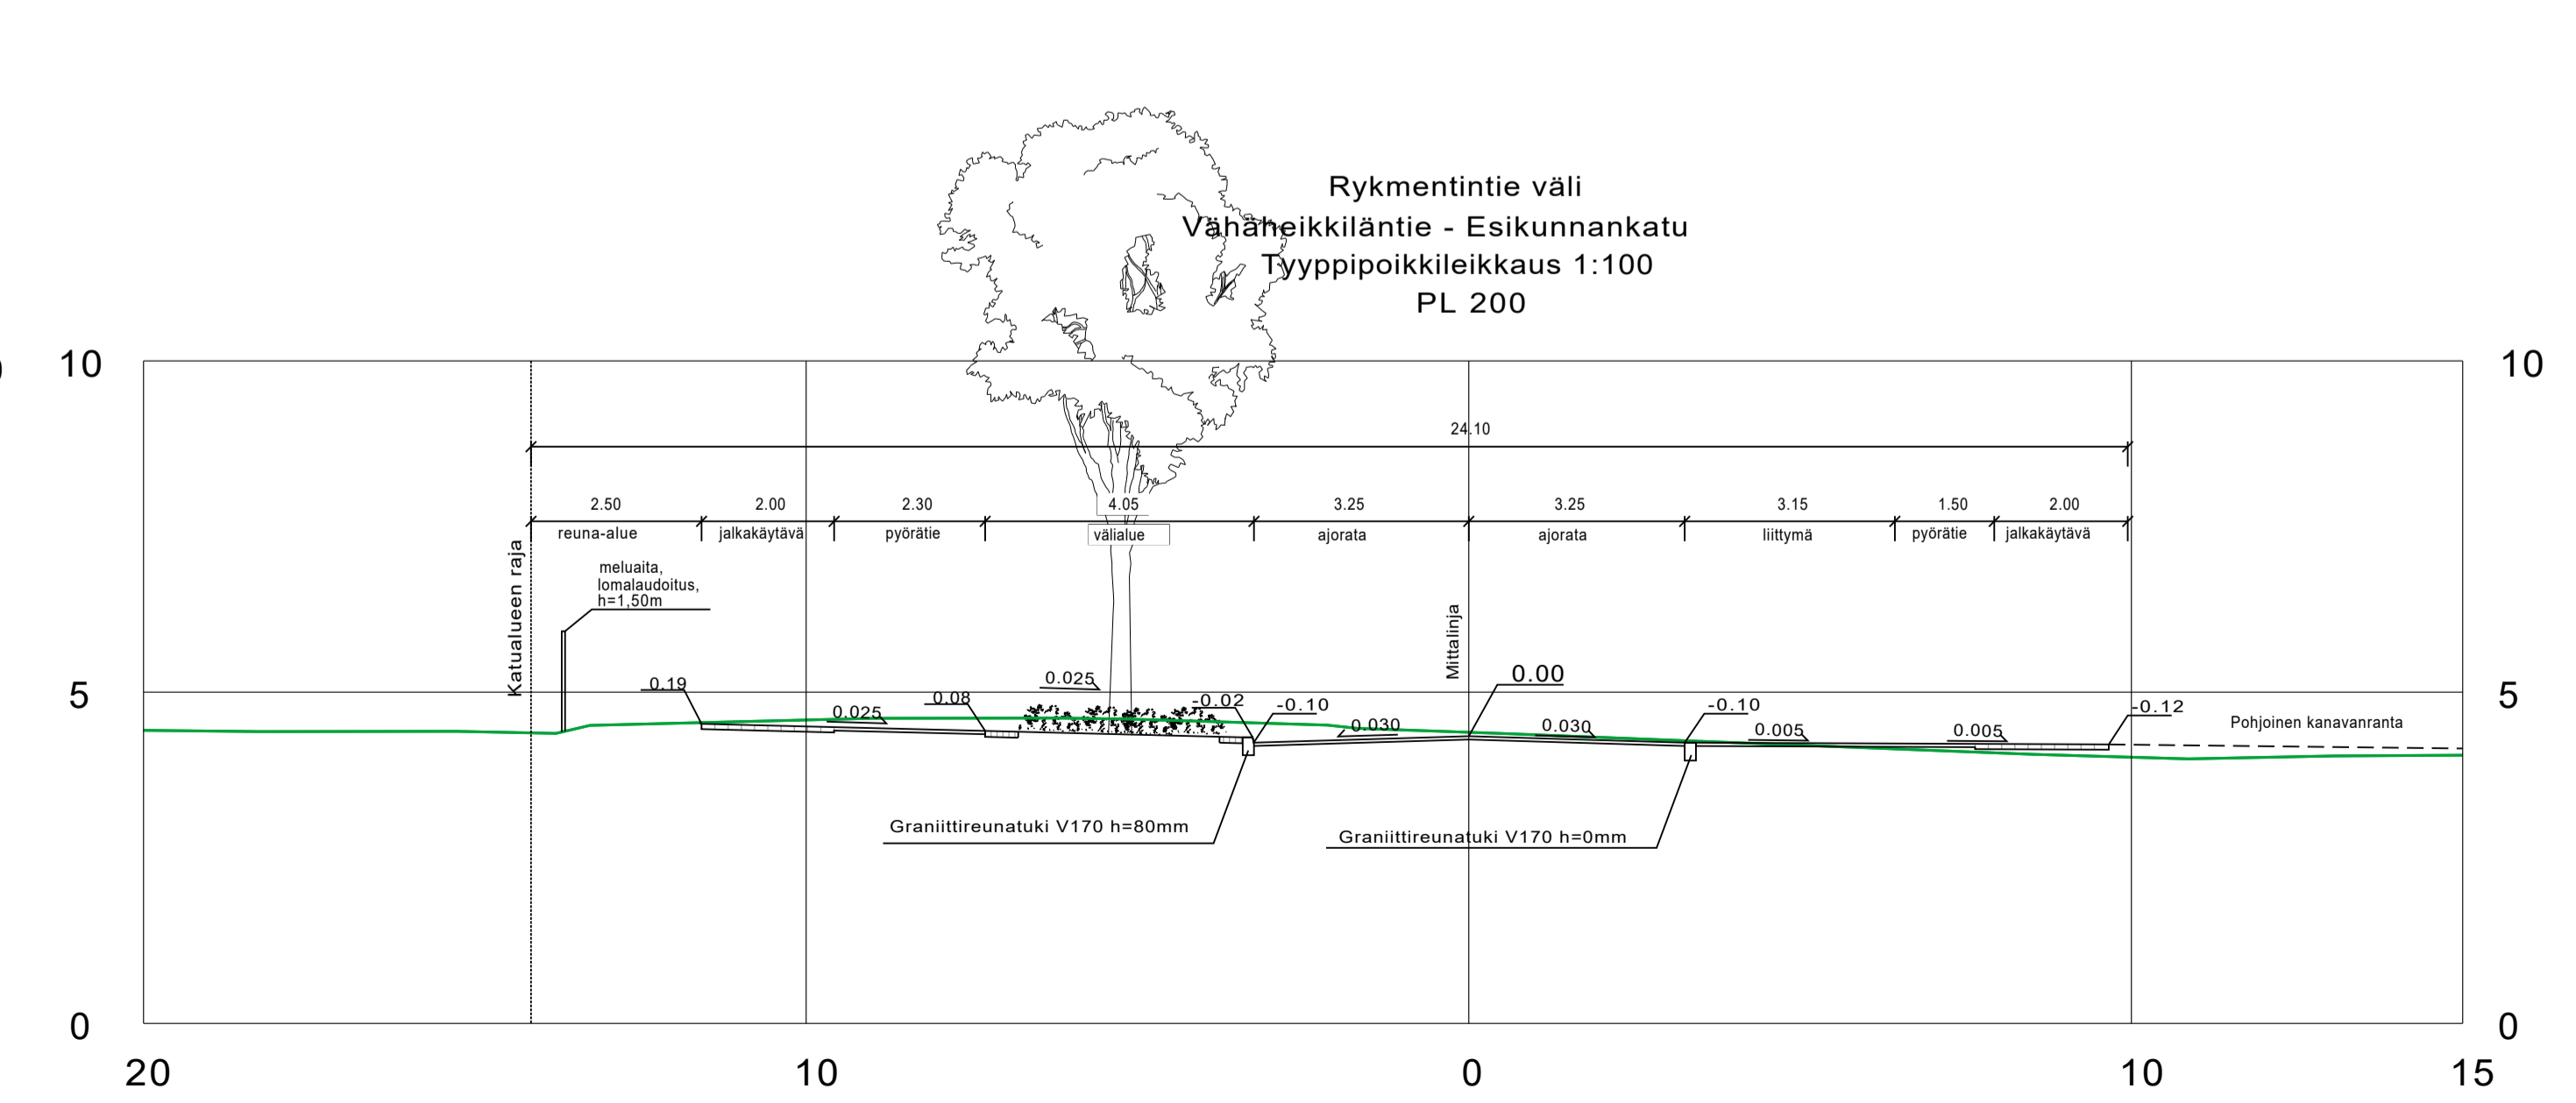 Rykmentintie väli
Vähäheikkiläntie - Esikunnankatu
Tyyppipoikkileikkaus 1:100
PL 200
10
10
24.10
2.50
2.00
2.30
4.05
3.25
3.25
3.15
1.50
2.00
reuna-alue
jalkakäytävä
pyörätie
välialue
ajorata
ajorata
liittymä
pyörätie
jalkakäytävä
Katualueen raja
meluaita,
lomalaudoitus,
h=1,50m
Mittalinja
5
0.19
0.025
0.08
0.025
-0.02
-0.10
0.030
0.00
0.030
-0.10
0.005
0.005
-0.12
Pohjoinen kanavanranta
5
Graniittireunatuki V170 h=80mm
Graniittireunatuki V170 h=0mm
0
0
20
10
0
10
15